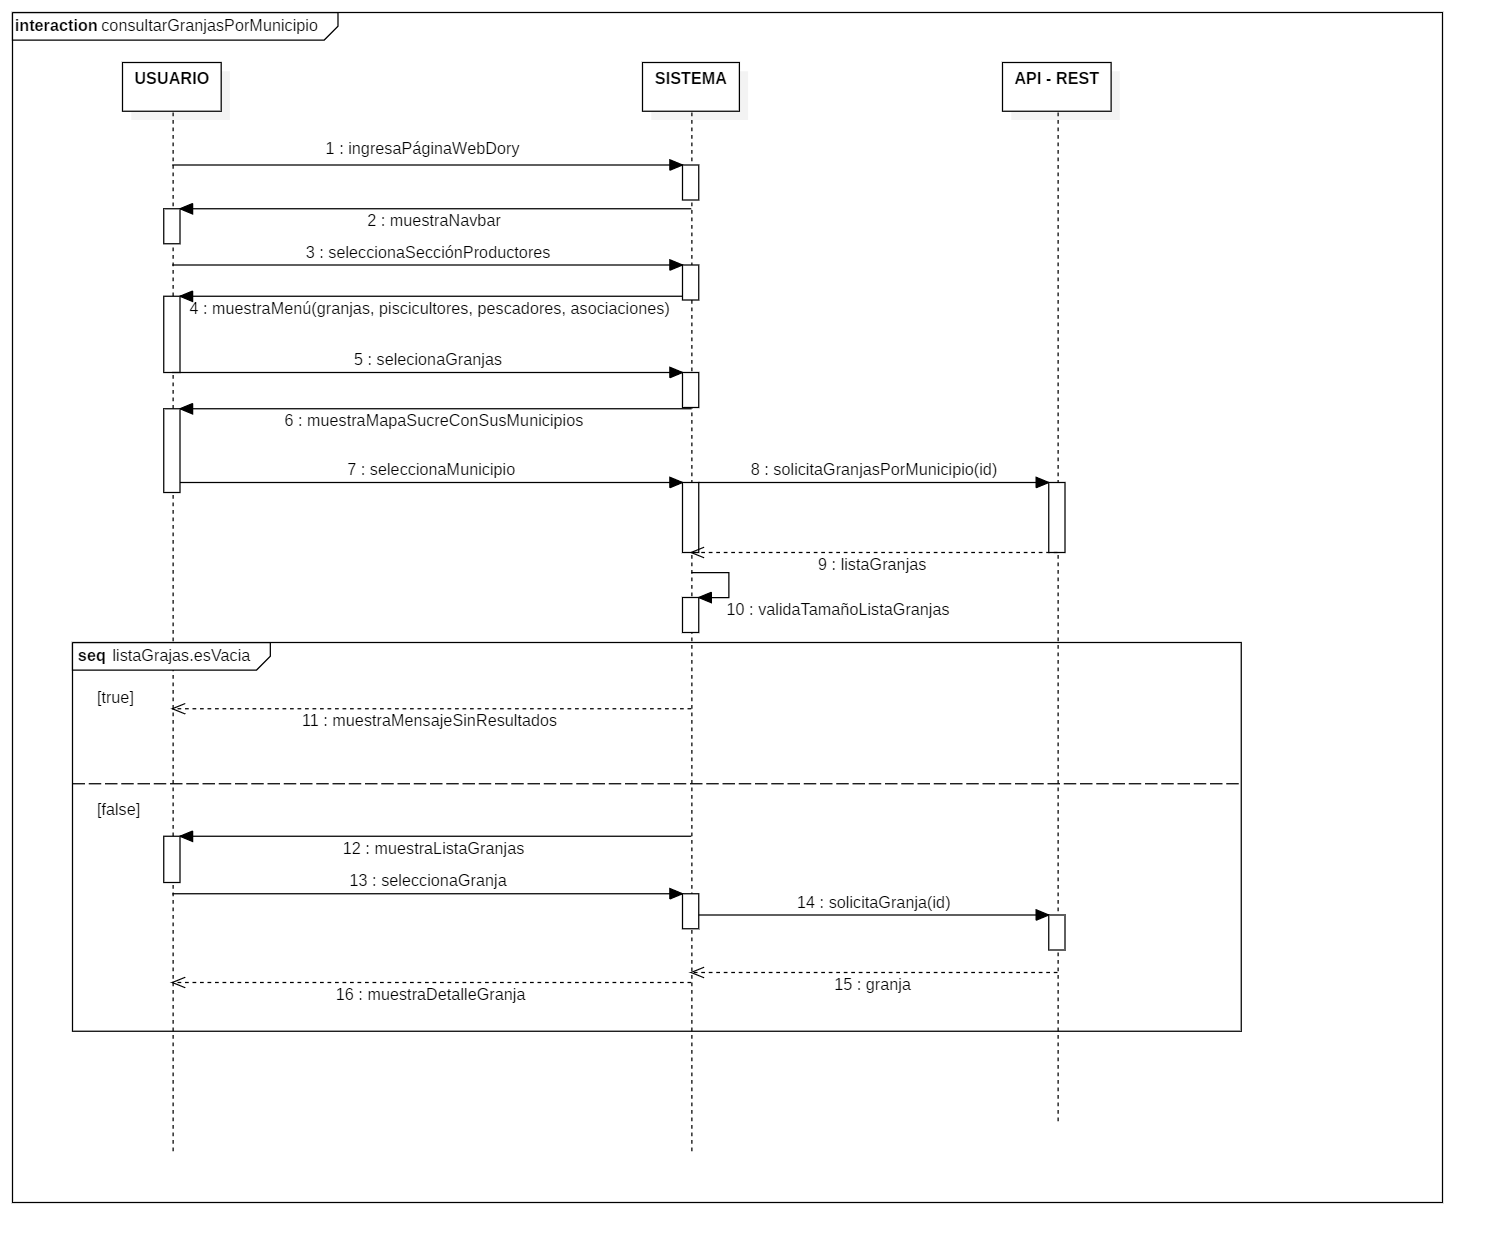 interaction consultarGranjasPorMunicipio
USUARIO
SISTEMA
API - REST
1 : ingresaPáginaWebDory
2 : muestraNavbar
3 : seleccionaSecciónProductores
4 : muestraMenú(granjas, piscicultores, pescadores, asociaciones)
5 : selecionaGranjas
6 : muestraMapaSucreConSusMunicipios
7 : seleccionaMunicipio
8 : solicitaGranjasPorMunicipio(id)
9 : listaGranjas
10 : validaTamañoListaGranjas
seq listaGrajas.esVacia
[true]
11 : muestraMensajeSinResultados
[false]
12 : muestraListaGranjas
13 : seleccionaGranja
14 : solicitaGranja(id)
15 : granja
16 : muestraDetalleGranja